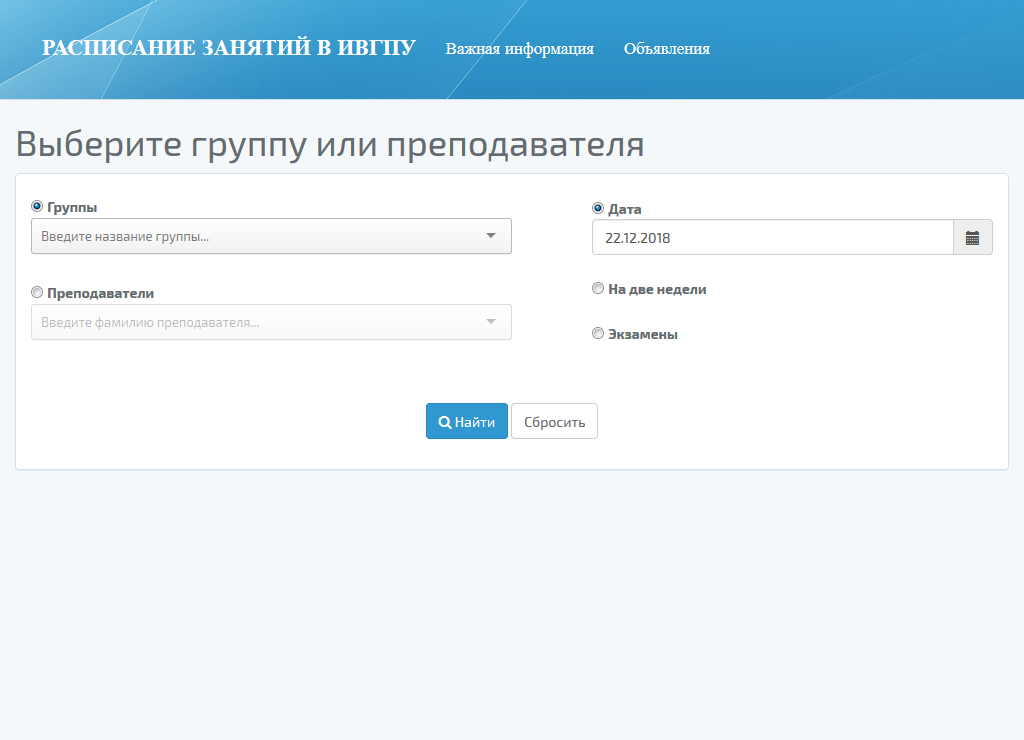 РАСПИСАНИЕ ЗАНЯТИЙ В ИВГПУ
Важная информация
Объявления
Выберите группу или преподавателя
Группы
Введите название группы...
Преподаватели
Введите фамилию преподавателя...
Дата
22.12.2018
На две недели
Экзамены
Найти
Сбросить